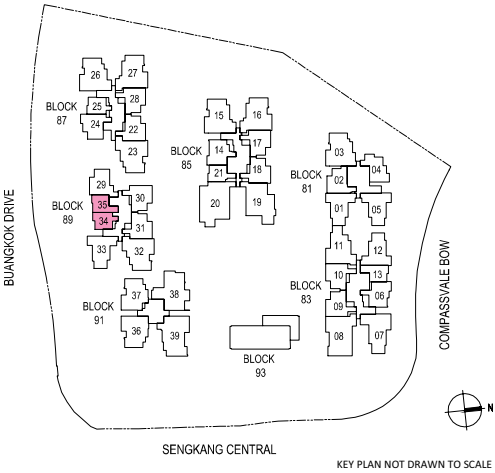 26 27
BLOCK
87
25 28
24 22
23
15 16
BLOCK
85
14 17
21 18
20 19
03
BLOCK
81
02 04
01 05
BUANGKOK DRIVE
BLOCK
89
29
35 30
34 31
33 32
11 12
BLOCK
83
10 13
09 06
08 07
COMPASSVALE BOW
BLOCK
91
37 38
36 39
BLOCK
93
N
SENGKANG CENTRAL
KEY PLAN NOT DRAWN TO SCALE